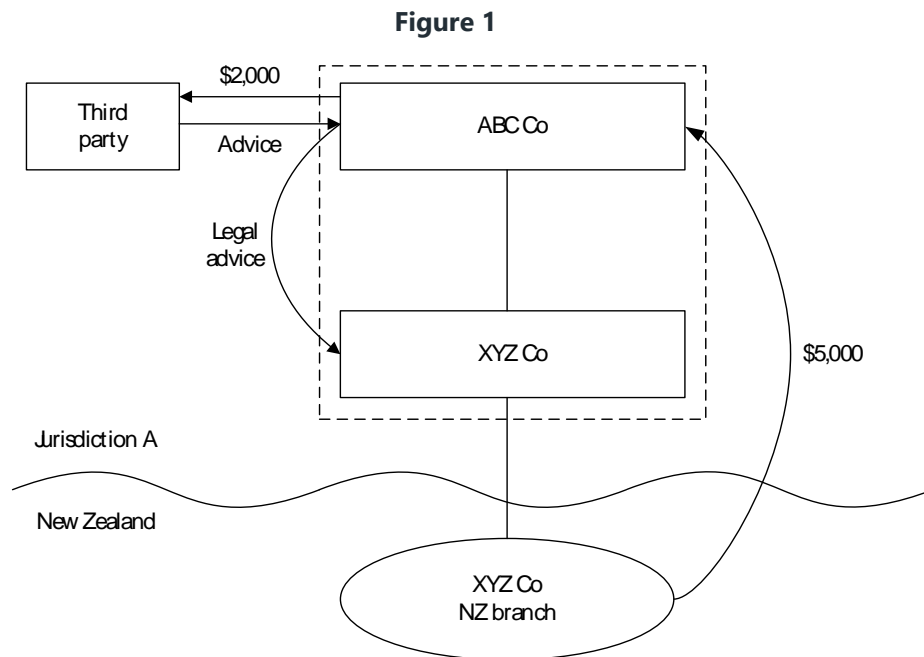 Figure 1
$2,000
Third
party
Advice
ABC Co
Legal
advice
XYZ Co
$5,000
Jurisdiction A
New Zealand
XYZ Co
NZ branch